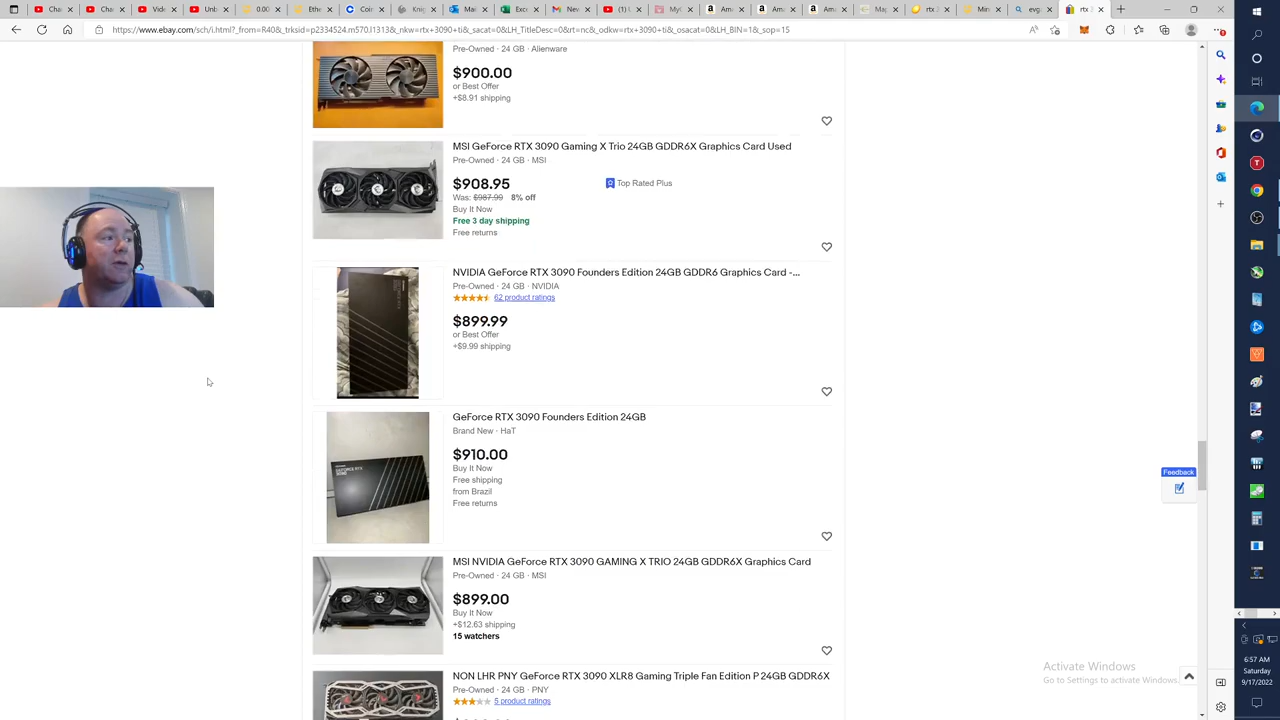 https://www.ebay.com/sch/i.html?_from=R40&_trksid=p2334524.m570.l1313&_nkw=rtx+3090+ti&_sacat=0&LH_TitleDesc=0&rt=nc&_odkw=rtx+3090+ti&_osacat=0&LH_BIN=1&_sop=15
Pre-Owned · 24 GB · Alienware
$900.00
or Best Offer
+$8.91 shipping
MSI GeForce RTX 3090 Gaming X Trio 24GB GDDR6X Graphics Card Used
Pre-Owned · 24 GB · MSI
$908.95
Top Rated Plus
Was: $987.99 8% off
Buy It Now
Free 3 day shipping
Free returns
NVIDIA GeForce RTX 3090 Founders Edition 24GB GDDR6 Graphics Card -...
Pre-Owned · 24 GB · NVIDIA
62 product ratings
$899.99
or Best Offer
+$9.99 shipping
GeForce RTX 3090 Founders Edition 24GB
Brand New · HaT
$910.00
Buy It Now
Free shipping
from Brazil
Free returns
Feedback
MSI NVIDIA GeForce RTX 3090 GAMING X TRIO 24GB GDDR6X Graphics Card
Pre-Owned · 24 GB · MSI
$899.00
Buy It Now
+$12.63 shipping
15 watchers
NON LHR PNY GeForce RTX 3090 XLR8 Gaming Triple Fan Edition P 24GB GDDR6X
Pre-Owned · 24 GB · PNY
5 product ratings
Activate Windows
Go to Settings to activate Windows.
6:57 AM
Saturday
9/17/2022